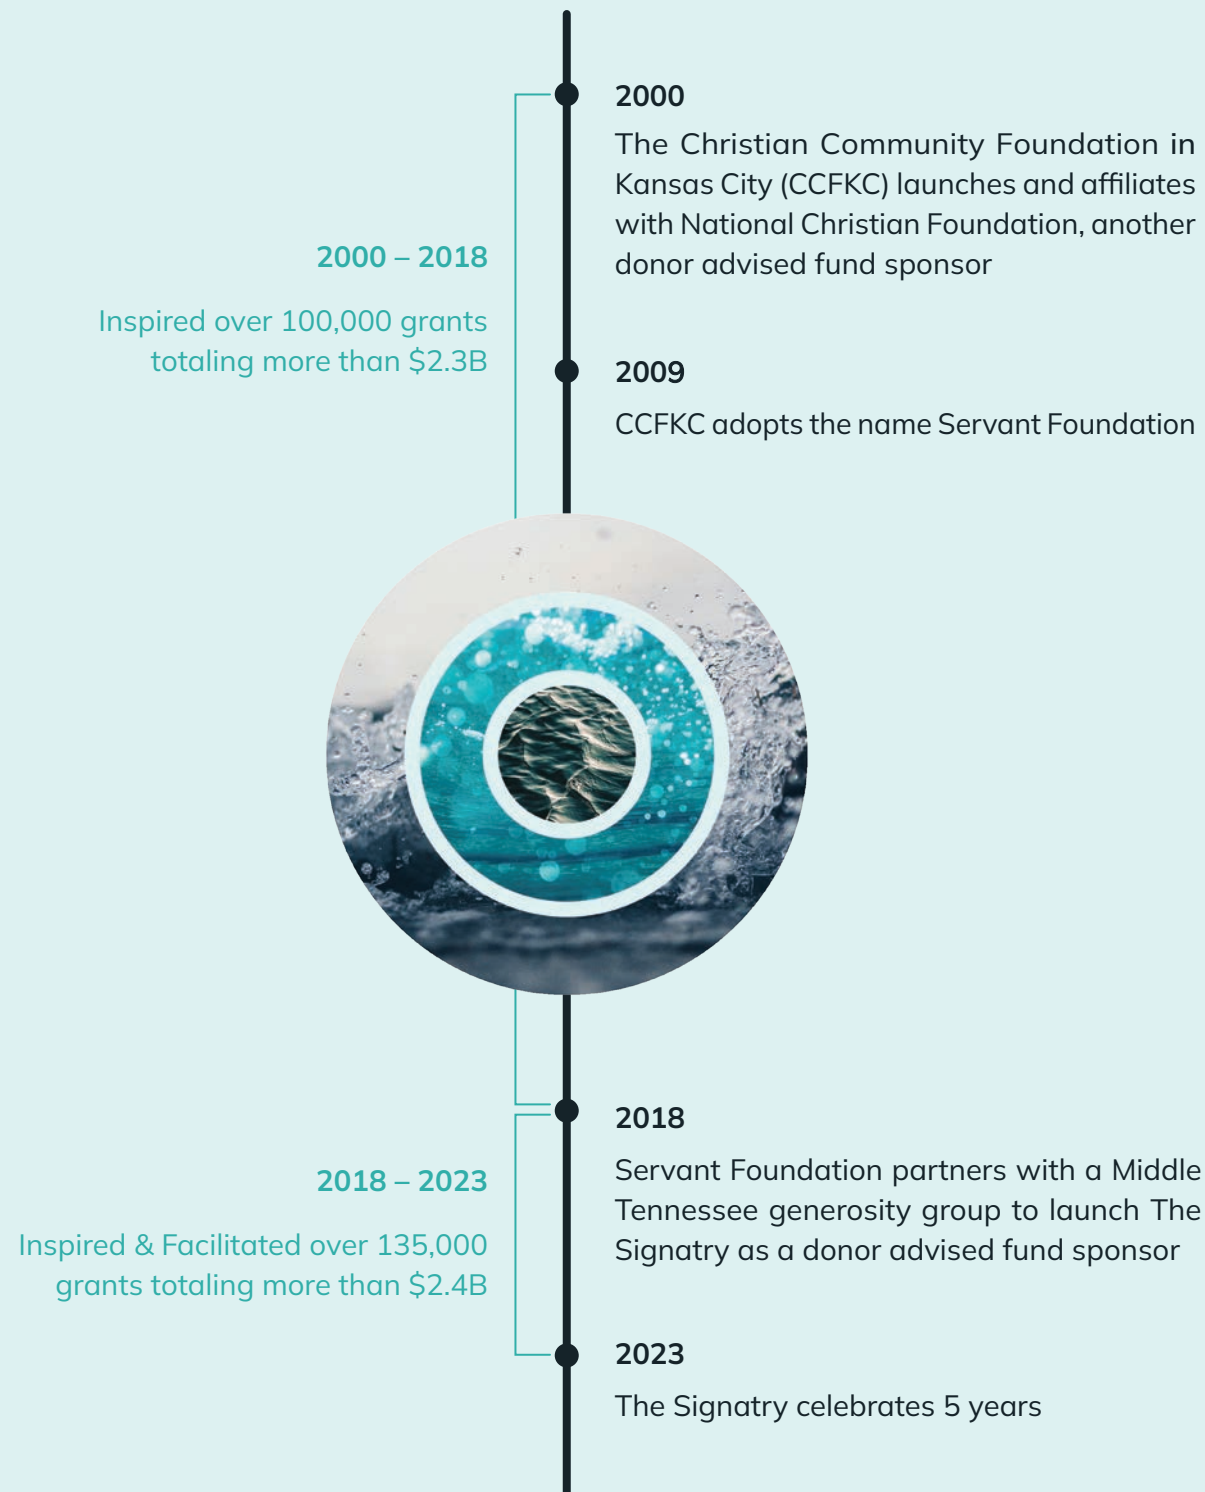 2000
The Christian Community Foundation in
Kansas City (CCFKC) launches and affiliates
with National Christian Foundation, another
donor advised fund sponsor
2000 – 2018
Inspired over 100,000 grants
totaling more than $2.3B
2009
CCFKC adopts the name Servant Foundation
2018
Servant Foundation partners with a Middle
Tennessee generosity group to launch The
Signatry as a donor advised fund sponsor
2018 – 2023
Inspired & Facilitated over 135,000
grants totaling more than $2.4B
2023
The Signatry celebrates 5 years